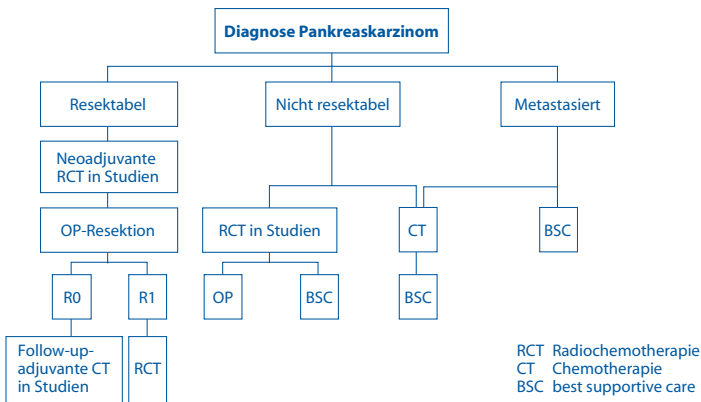 Diagnose Pankreaskarzinom
Resektabel
Nicht resektabel
Metastasiert
Neoadjuvante
RCT in Studien
OP-Resektion
RCT in Studien
CT
BSC
R0
R1
OP
BSC
BSC
Follow-up-
adjuvante CT
in Studien
RCT
RCT Radiochemotherapie
CT Chemotherapie
BSC best supportive care